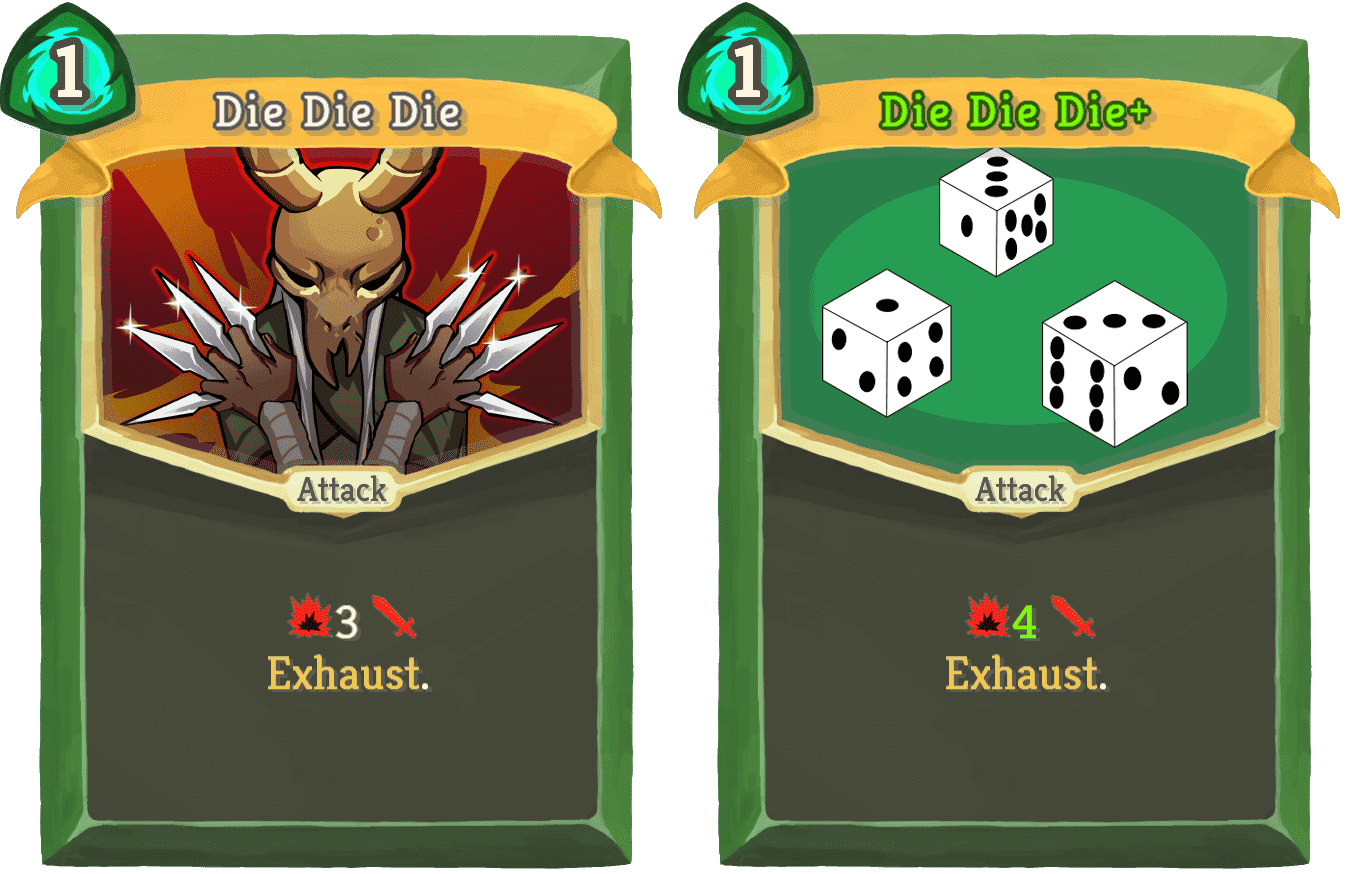 1
Die Die Die
Attack
3
Exhaust.
1
Die Die Die+
Attack
4
Exhaust.